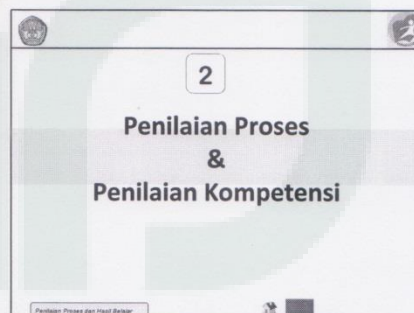 2
Penilaian Proses
&
Penilaian Kompetensi
Penilaian Proses dan Hasil Belajar